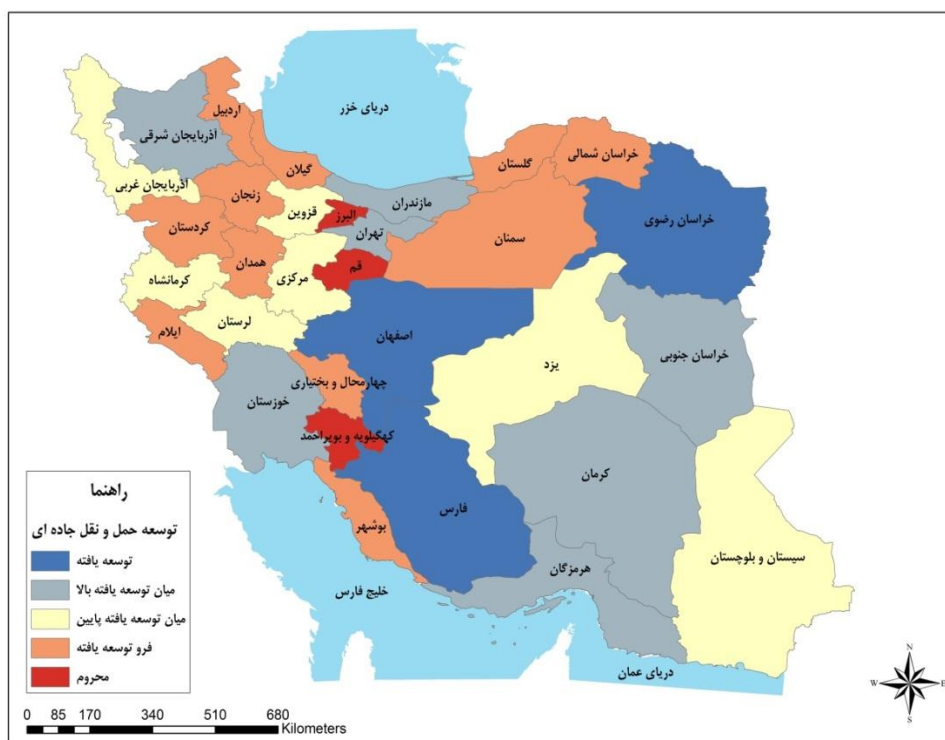 دریای خزر
اردبیل
آذربایجان شرقی
گیلان
گلستان
خراسان شمالی
آذربایجان غربی
زنجان
قزوین
البرز
مازندران
خراسان رضوی
کردستان
تهران
سمنان
همدان
مرکزی
قم
کرمانشاه
لرستان
اصفهان
ایلام
یزد
خراسان جنوبی
چهارمحال و بختیاری
خوزستان
کهگیلویه و بویراحمد
کرمان
فارس
بوشهر
سیستان و بلوچستان
هرمزگان
خلیج فارس
دریای عمان
راهنما
توسعه حمل و نقل جاده ای
توسعه یافته
میان توسعه یافته بالا
میان توسعه یافته پایین
فرو توسعه یافته
محروم
N
W E
S
0 85 170 340 510 680
Kilometers